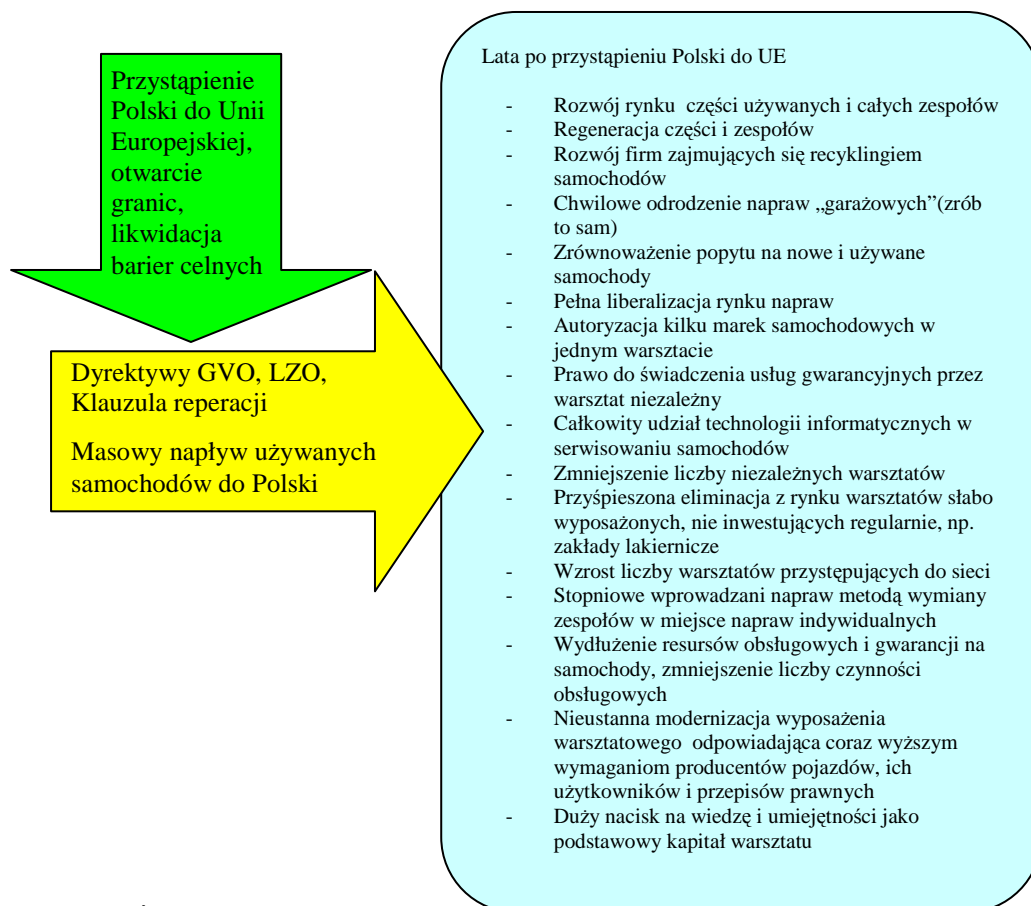 Przystąpienie
Polski do Unii
Europejskiej,
otwarcie
granic,
likwidacja
barier celnych
Dyrektywy GVO, LZO,
Klauzula reperacji
Masowy napływ używanych
samochodów do Polski
Lata po przystąpieniu Polski do UE
- Rozwój rynku części używanych i całych zespołów
- Regeneracja części i zespołów
- Rozwój firm zajmujących się recyklingiem
samochodów
- Chwilowe odrodzenie napraw „garażowych”(zrób
to sam)
- Zrównoważenie popytu na nowe i używane
samochody
- Pełna liberalizacja rynku napraw
- Autoryzacja kilku marek samochodowych w
jednym warsztacie
- Prawo do świadczenia usług gwarancyjnych przez
warsztat niezależny
- Całkowity udział technologii informatycznych w
serwisowaniu samochodów
- Zmniejszenie liczby niezależnych warsztatów
- Przyśpieszona eliminacja z rynku warsztatów słabo
wyposażonych, nie inwestujących regularnie, np.
zakłady lakiernicze
- Wzrost liczby warsztatów przystępujących do sieci
- Stopniowe wprowadzani napraw metodą wymiany
zespołów w miejsce napraw indywidualnych
- Wydłużenie resursów obsługowych i gwarancji na
samochody, zmniejszenie liczby czynności
obsługowych
- Nieustanna modernizacja wyposażenia
warsztatowego odpowiadająca coraz wyższym
wymaganiom producentów pojazdów, ich
użytkowników i przepisów prawnych
- Duży nacisk na wiedzę i umiejętności jako
podstawowy kapitał warsztatu